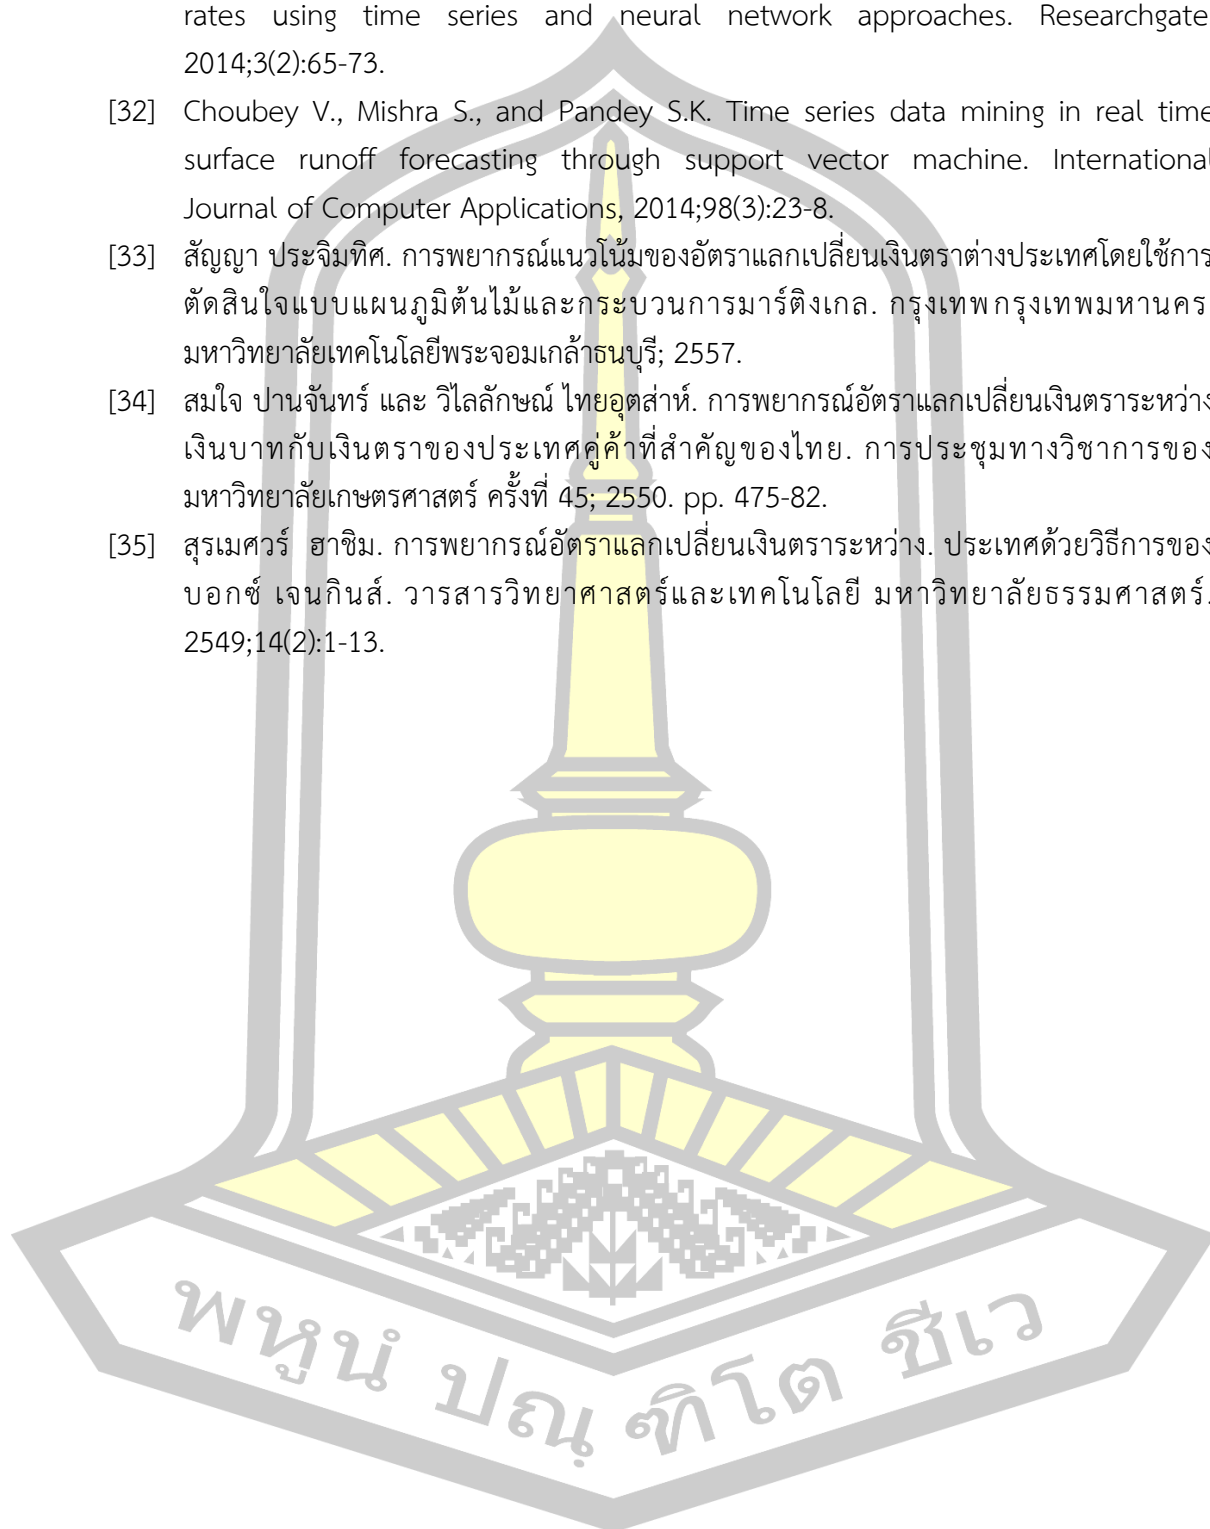 rates using time series and neural network approaches. Researchgate
2014;3(2):65-73.
[32] Choubey V., Mishra S., and Pandey S.K. Time series data mining in real time
surface runoff forecasting through support vector machine. International
Journal of Computer Applications, 2014;98(3):23-8.
[33] สัญญา ประจิมทิศ. การพยากรณ์แนวโน้มของอัตราแลกเปลี่ยนเงินตราต่างประเทศโดยใช้การ
ตัดสินใจแบบแผนภูมิต้นไม้และกระบวนการมาร์ติงเกล. กรุงเทพกรุงเทพมหานคร
มหาวิทยาลัยเทคโนโลยีพระจอมเกล้าธนบุรี; 2557.
[34] สมใจ ปานจันทร์ และ วิไลลักษณ์ ไทยอุตส่าห์. การพยากรณ์อัตราแลกเปลี่ยนเงินตราระหว่าง
เงินบาทกับเงินตราของประเทศคู่ค้าที่สำคัญของไทย. การประชุมทางวิชาการของ
มหาวิทยาลัยเกษตรศาสตร์ ครั้งที่ 45; 2550. pp. 475-82.
[35] สุรเมศวร์ ฮาชิม. การพยากรณ์อัตราแลกเปลี่ยนเงินตราระหว่าง. ประเทศด้วยวิธีการของ
บอกซ์ เจนกินส์. วารสารวิทยาศาสตร์และเทคโนโลยี มหาวิทยาลัยธรรมศาสตร์.
2549;14(2):1-13.
พหูนํ ปณฺฑิโต ชีเว